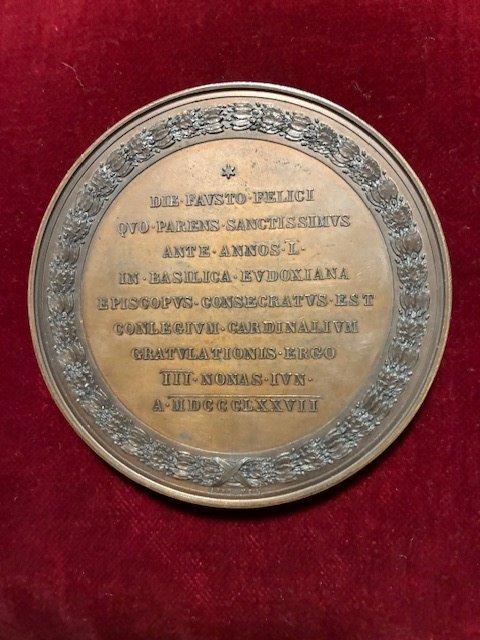 DIE·FAVSTO·FELICI
QVO·PARENS·SANCTISSIMVS
ANTE·ANNOS·L·
IN·BASILICA·EVDOXIANA
EPISCOPVS·CONSECRATVS·EST
CONLEGIVM·CARDINALIVM
GRATVLATIONIS·ERGO
III·NONAS·IVN·
A·MDCCCLXXVII